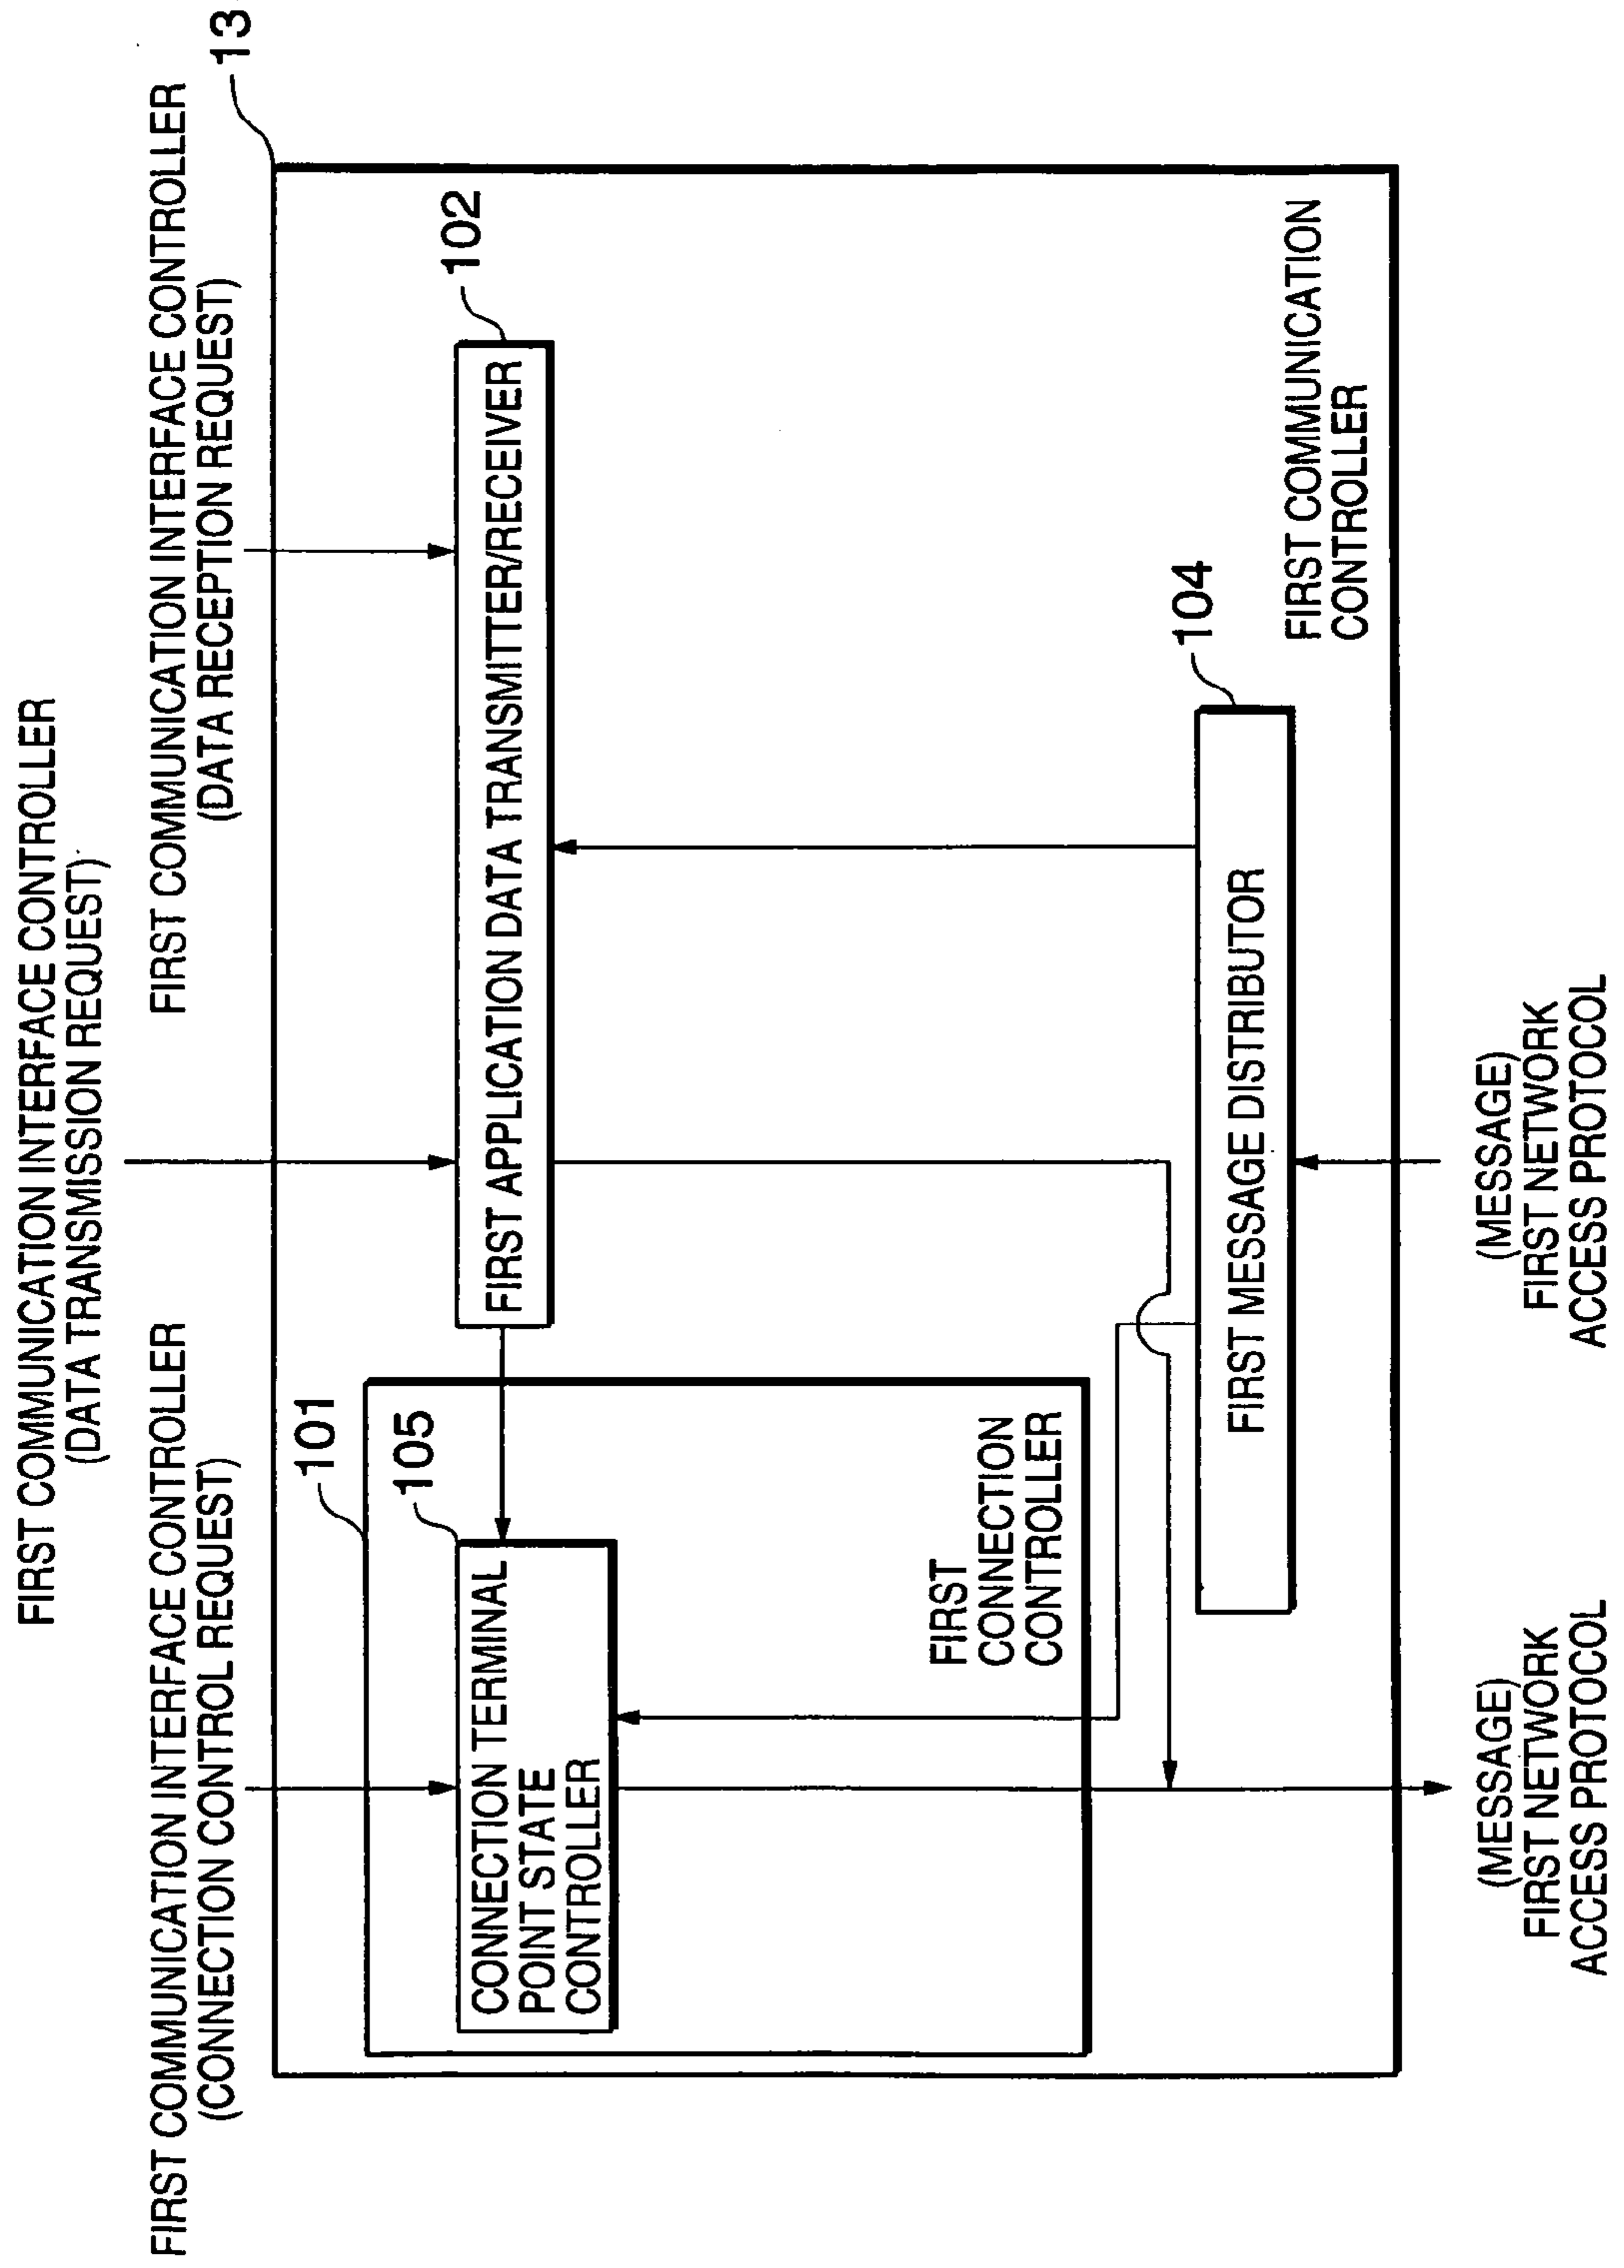 FIRST COMMUNICATION INTERFACE CONTROLLER
(DATA TRANSMISSION REQUEST)
FIRST COMMUNICATION INTERFACE CONTROLLER
(CONNECTION CONTROL REQUEST)
FIRST COMMUNICATION INTERFACE CONTROLLER
(DATA RECEPTION REQUEST)
13
101
105
102
CONNECTION TERMINAL
POINT STATE
CONTROLLER
FIRST APPLICATION DATA TRANSMITTER/RECEIVER
FIRST
CONNECTION
CONTROLLER
104
FIRST MESSAGE DISTRIBUTOR
FIRST COMMUNICATION
CONTROLLER
(MESSAGE)
FIRST NETWORK
ACCESS PROTOCOL
(MESSAGE)
FIRST NETWORK
ACCESS PROTOCOL